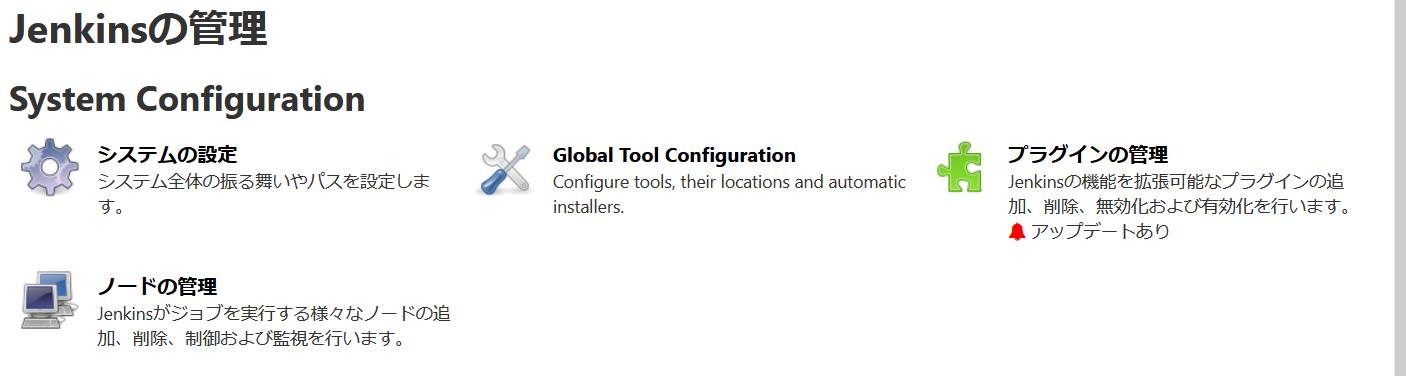 Jenkinsの管理
System Configuration
システムの設定
システム全体の振る舞いやパスを設定しま
す。
Global Tool Configuration
Configure tools, their locations and automatic
installers.
プラグインの管理
Jenkinsの機能を拡張可能なプラグインの追
加、削除、無効化および有効化を行います。
アップデートあり
ノードの管理
Jenkinsがジョブを実行する様々なノードの追
加、削除、制御および監視を行います。